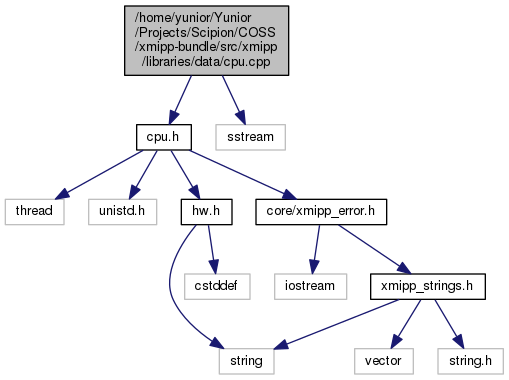 /home/yunior/Yunior
/Projects/Scipion/COSS
/xmipp-bundle/src/xmipp
/libraries/data/cpu.cpp
cpu.h
sstream
thread
unistd.h
hw.h
core/xmipp_error.h
cstddef
iostream
xmipp_strings.h
string
vector
string.h